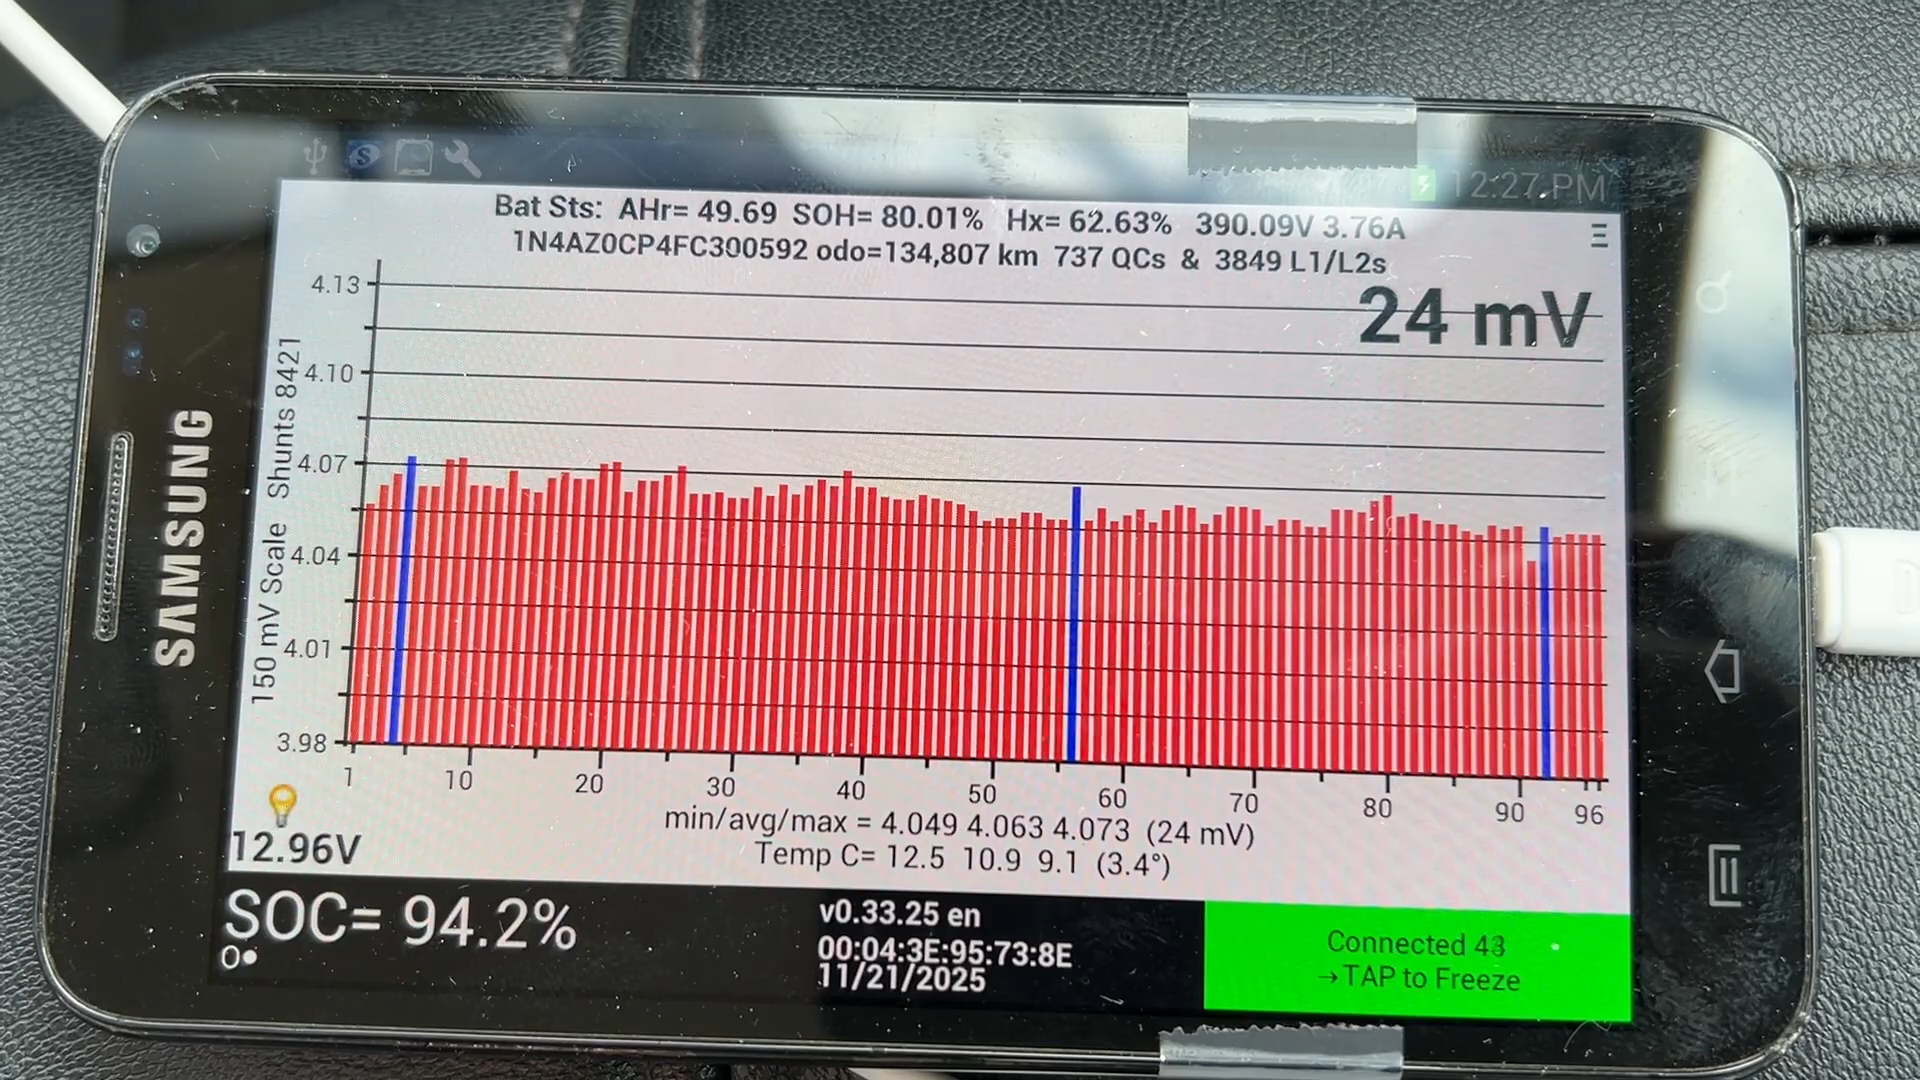 12:27 PM
Bat Sts: AHr= 49.69 SOH= 80.01% Hx= 62.63% 390.09V 3.76A
1N4AZ0CP4FC300592 odo=134,807 km 737 QCs & 3849 L1/L2s
24 mV
4.13
4.10
4.07
4.04
4.01
3.98
150 mV Scale Shunts 8421
SAMSUNG
1 10 20 30 40 50 60 70 80 90 96
min/avg/max = 4.049 4.063 4.073 (24 mV)
Temp C= 12.5 10.9 9.1 (3.4°)
12.96V
SOC= 94.2%
v0.33.25 en
00:04:3E:95:73:8E
11/21/2025
Connected 43
→TAP to Freeze